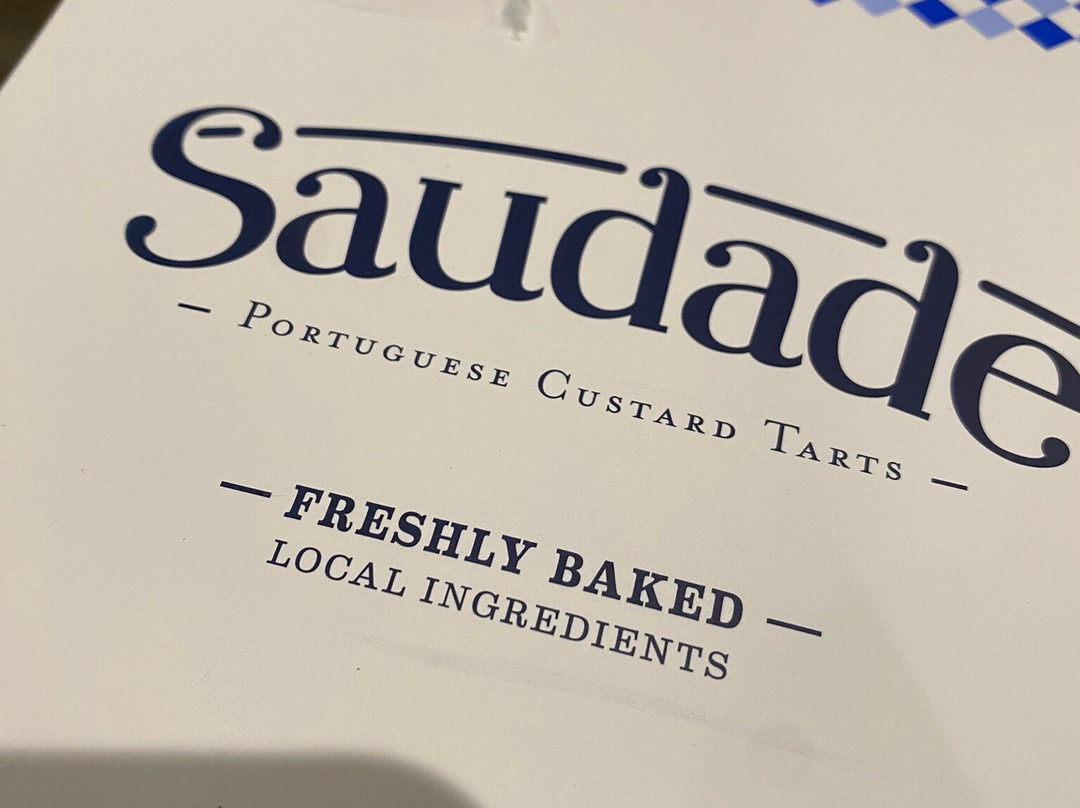 Saudade
— PORTUGUESE CUSTARD TARTS —
— FRESHLY BAKED —
LOCAL INGREDIENTS